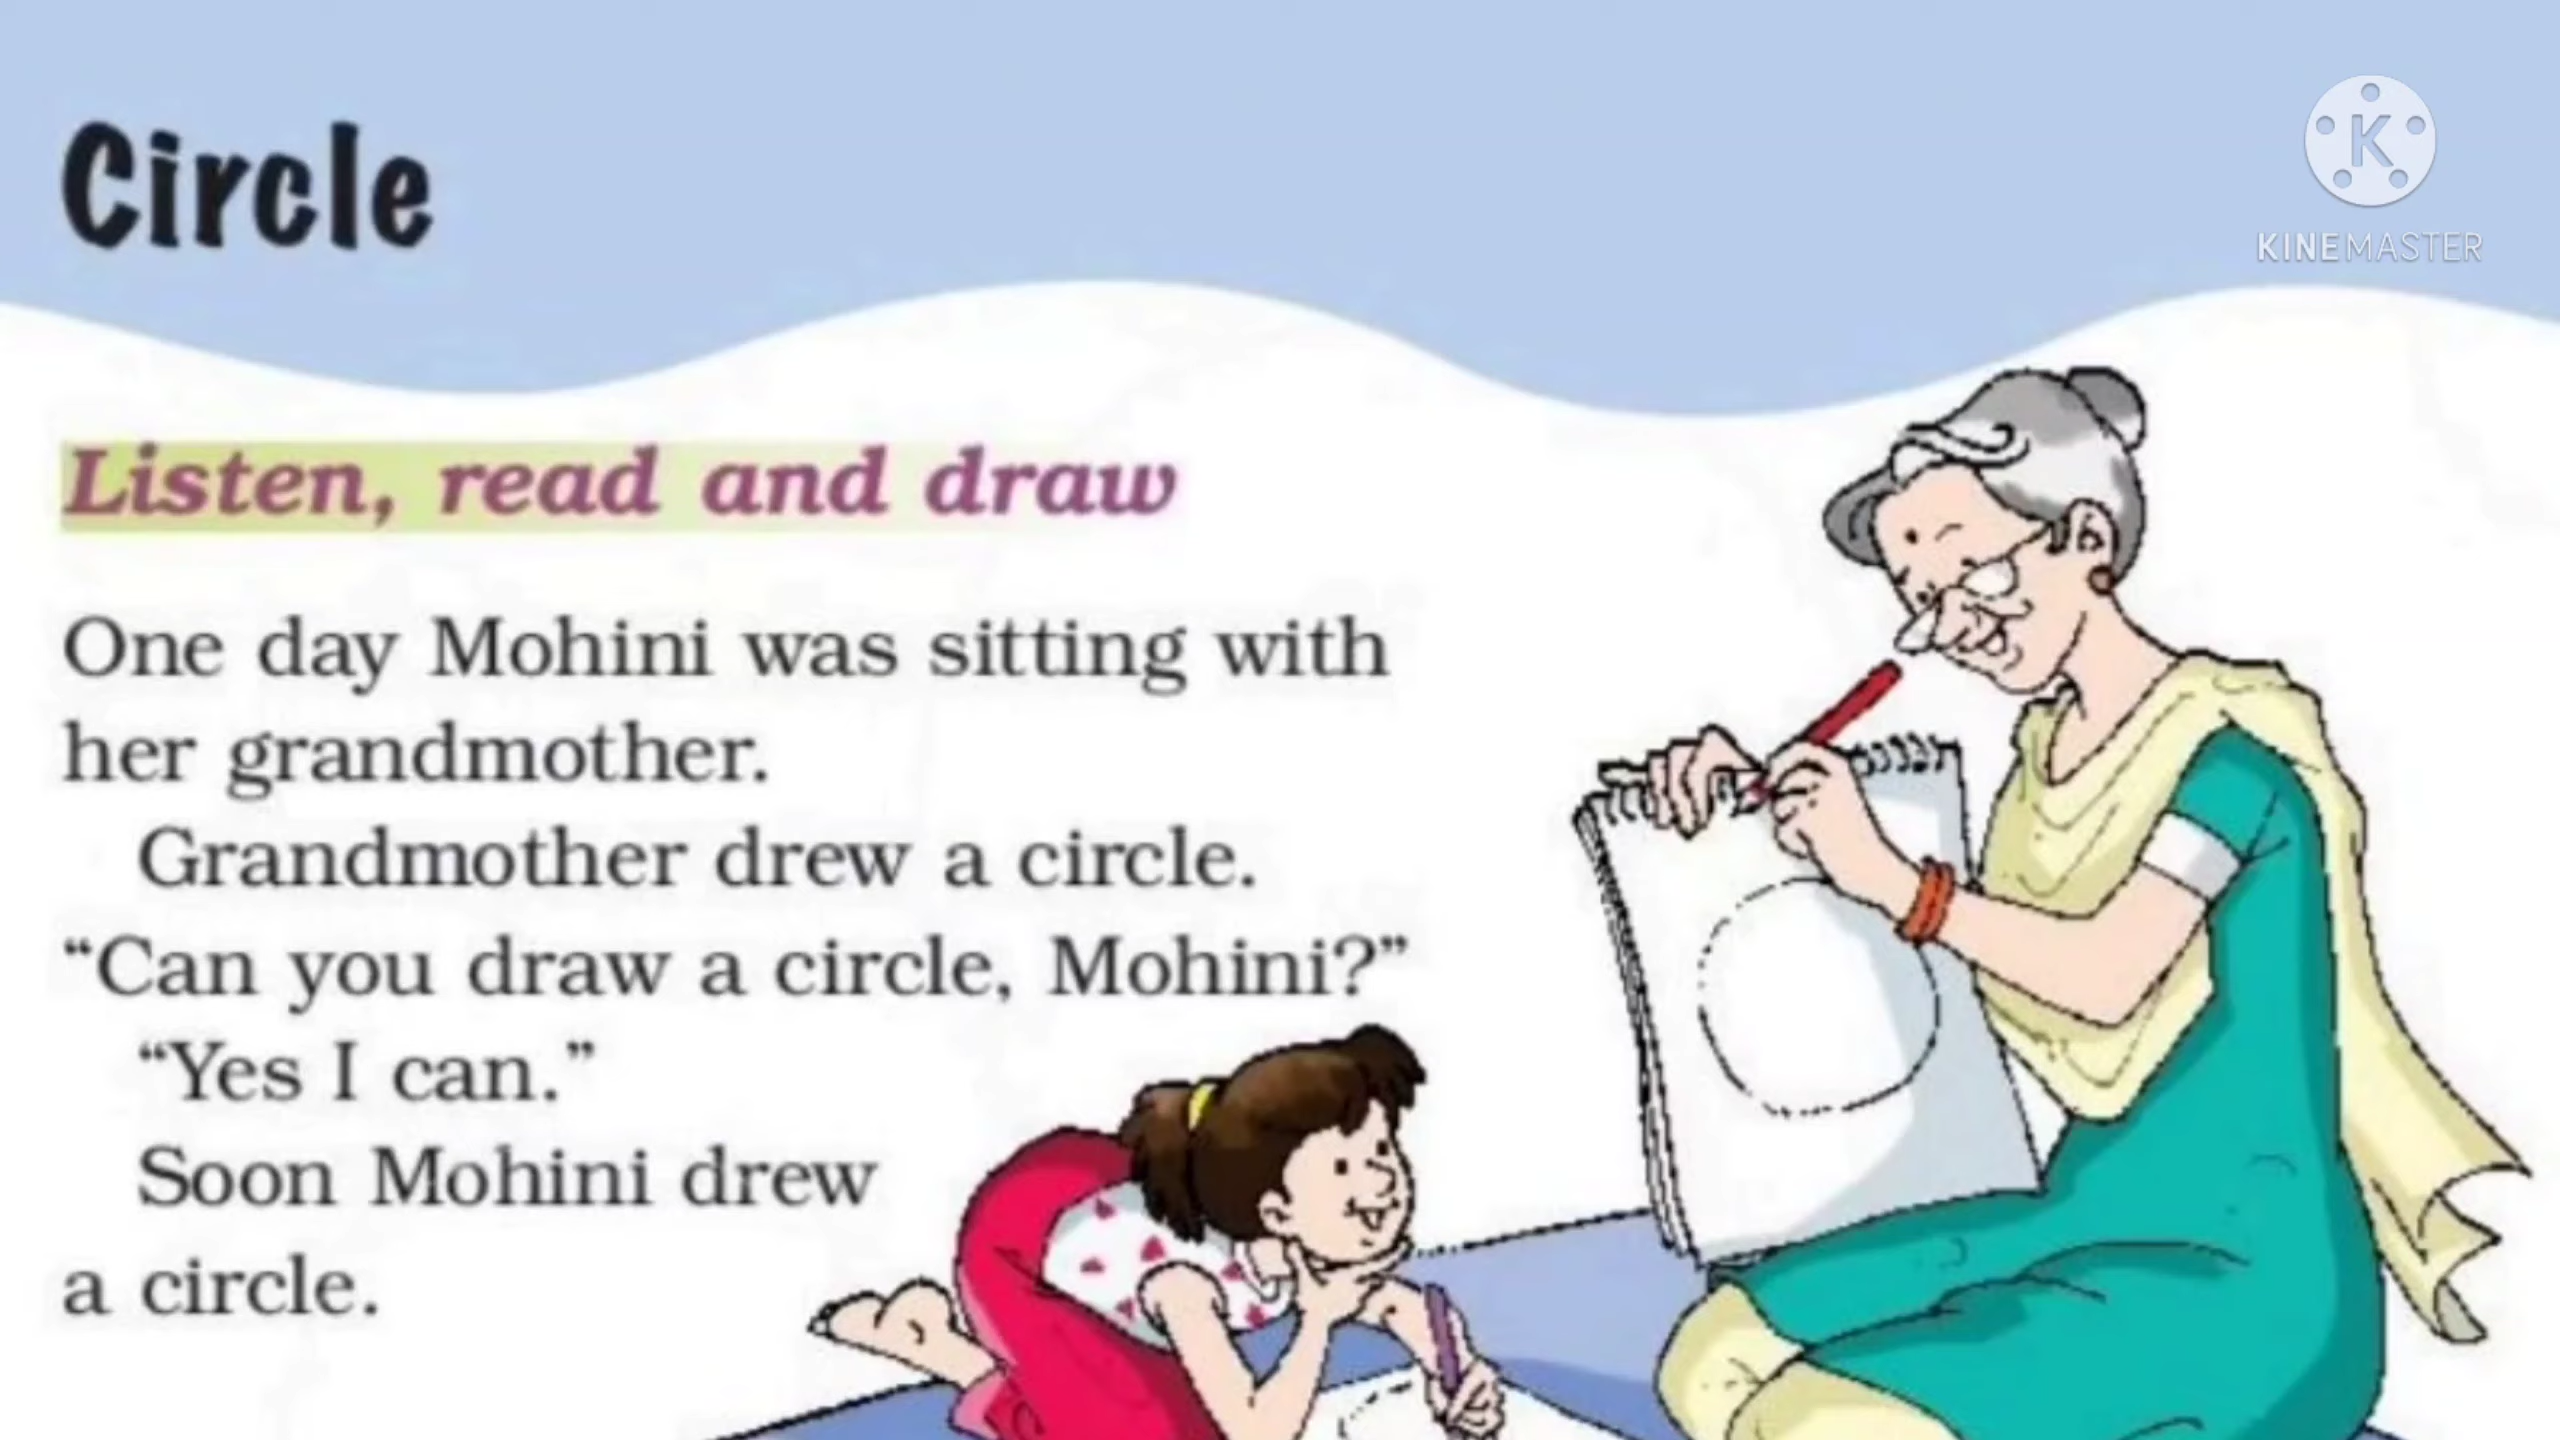 Circle
K
KINEMASTER
Listen, read and draw
One day Mohini was sitting with
her grandmother.
Grandmother drew a circle.
“Can you draw a circle, Mohini?”
“Yes I can.”
Soon Mohini drew
a circle.